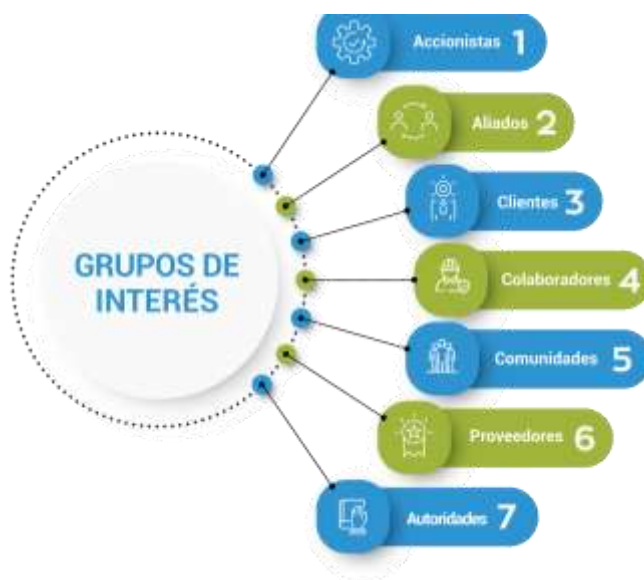 Accionistas 1
Aliados 2
Clientes 3
GRUPOS DE
INTERÉS
Colaboradores 4
Comunidades 5
Proveedores 6
Autoridades 7